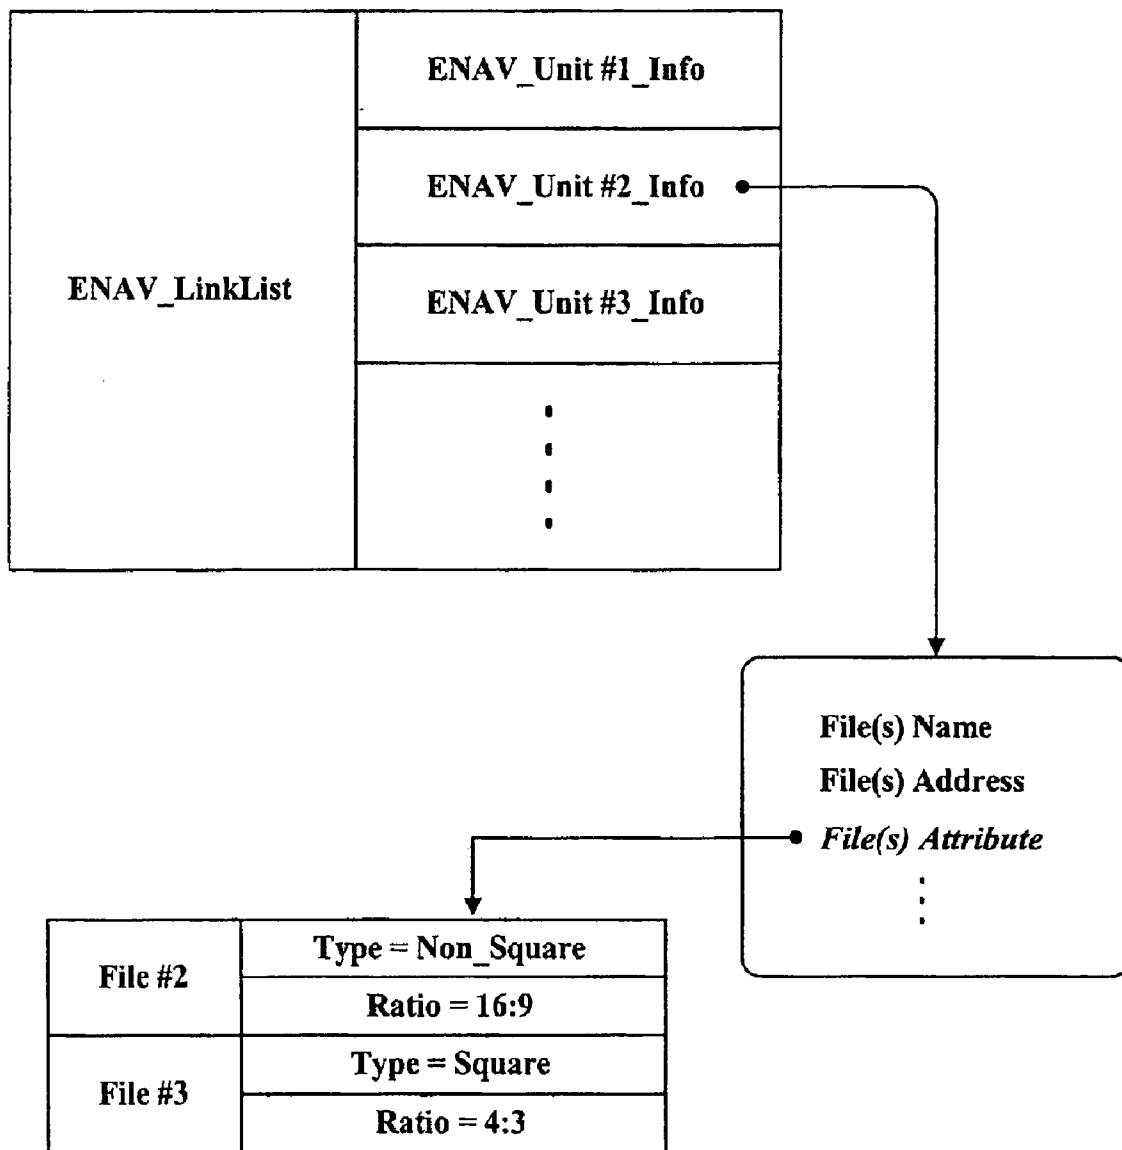 ENAV_Unit #1_Info
ENAV_Unit #2_Info
ENAV_LinkList
ENAV_Unit #3_Info
File(s) Name
File(s) Address
File(s) Attribute
File #2
Type = Non_Square
Ratio = 16:9
File #3
Type = Square
Ratio = 4:3